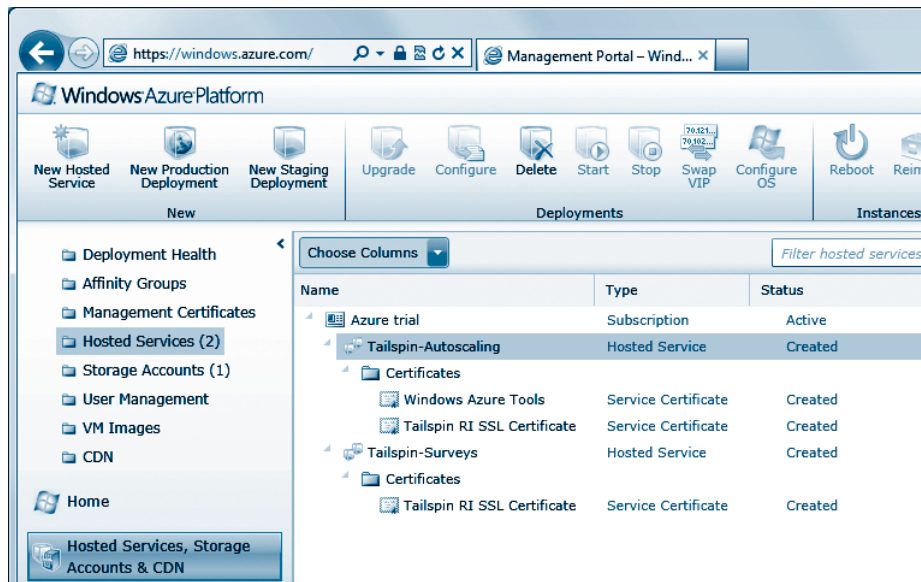 https://windows.azure.com/
Management Portal – Wind...
Windows Azure Platform
New Hosted Service
New Production Deployment
New Staging Deployment
Upgrade
Configure
Delete
Start
Stop
70,121...
70,102...
Swap VIP
Configure OS
Reboot
Reim
New
Deployments
Instances
Deployment Health
Affinity Groups
Management Certificates
Hosted Services (2)
Storage Accounts (1)
User Management
VM Images
CDN
Home
Hosted Services, Storage
Accounts & CDN
Choose Columns
Filter hosted services
Name Type Status
Azure trial Subscription Active
Tailspin-Autoscaling Hosted Service Created
Certificates
Windows Azure Tools Service Certificate Created
Tailspin RI SSL Certificate Service Certificate Created
Tailspin-Surveys Hosted Service Created
Certificates
Tailspin RI SSL Certificate Service Certificate Created